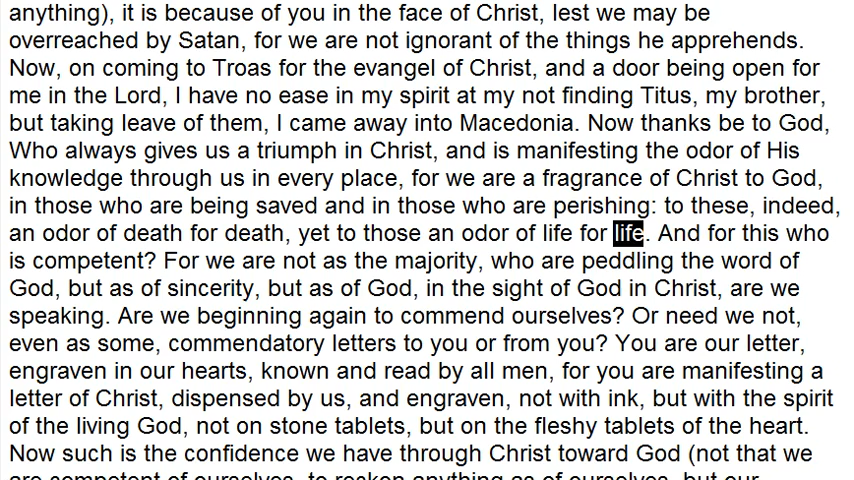 anything), it is because of you in the face of Christ, lest we may be
overreached by Satan, for we are not ignorant of the things he apprehends.
Now, on coming to Troas for the evangel of Christ, and a door being open for
me in the Lord, I have no ease in my spirit at my not finding Titus, my brother,
but taking leave of them, I came away into Macedonia. Now thanks be to God,
Who always gives us a triumph in Christ, and is manifesting the odor of His
knowledge through us in every place, for we are a fragrance of Christ to God,
in those who are being saved and in those who are perishing: to these, indeed,
an odor of death for death, yet to those an odor of life for life. And for this who
is competent? For we are not as the majority, who are peddling the word of
God, but as of sincerity, but as of God, in the sight of God in Christ, are we
speaking. Are we beginning again to commend ourselves? Or need we not,
even as some, commendatory letters to you or from you? You are our letter,
engraven in our hearts, known and read by all men, for you are manifesting a
letter of Christ, dispensed by us, and engraven, not with ink, but with the spirit
of the living God, not on stone tablets, but on the fleshy tablets of the heart.
Now such is the confidence we have through Christ toward God (not that we
are competent of ourselves, to reckon anything as of ourselves, but our